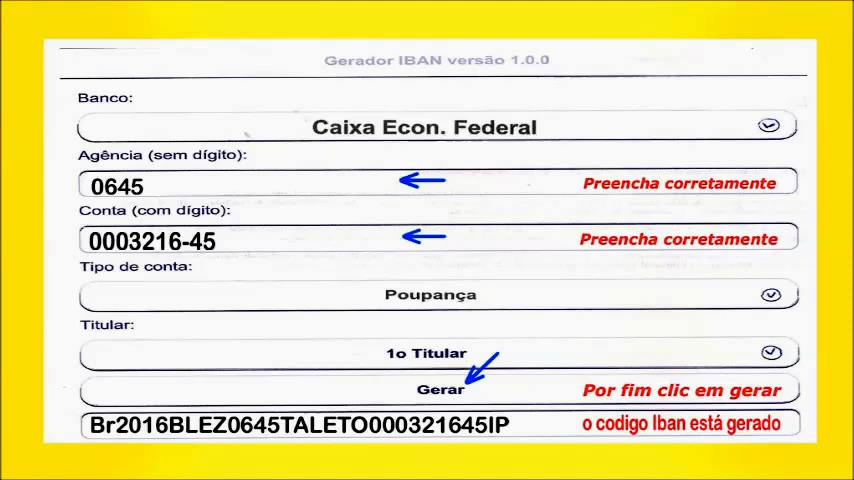 Gerador IBAN versão 1.0.0
Banco:
Caixa Econ. Federal
Agência (sem dígito):
0645 Preencha corretamente
Conta (com dígito):
0003216-45 Preencha corretamente
Tipo de conta:
Poupança
Titular:
1o Titular
Gerar Por fim clic em gerar
Br2016BLEZ0645TALETO000321645IP o codigo Iban está gerado